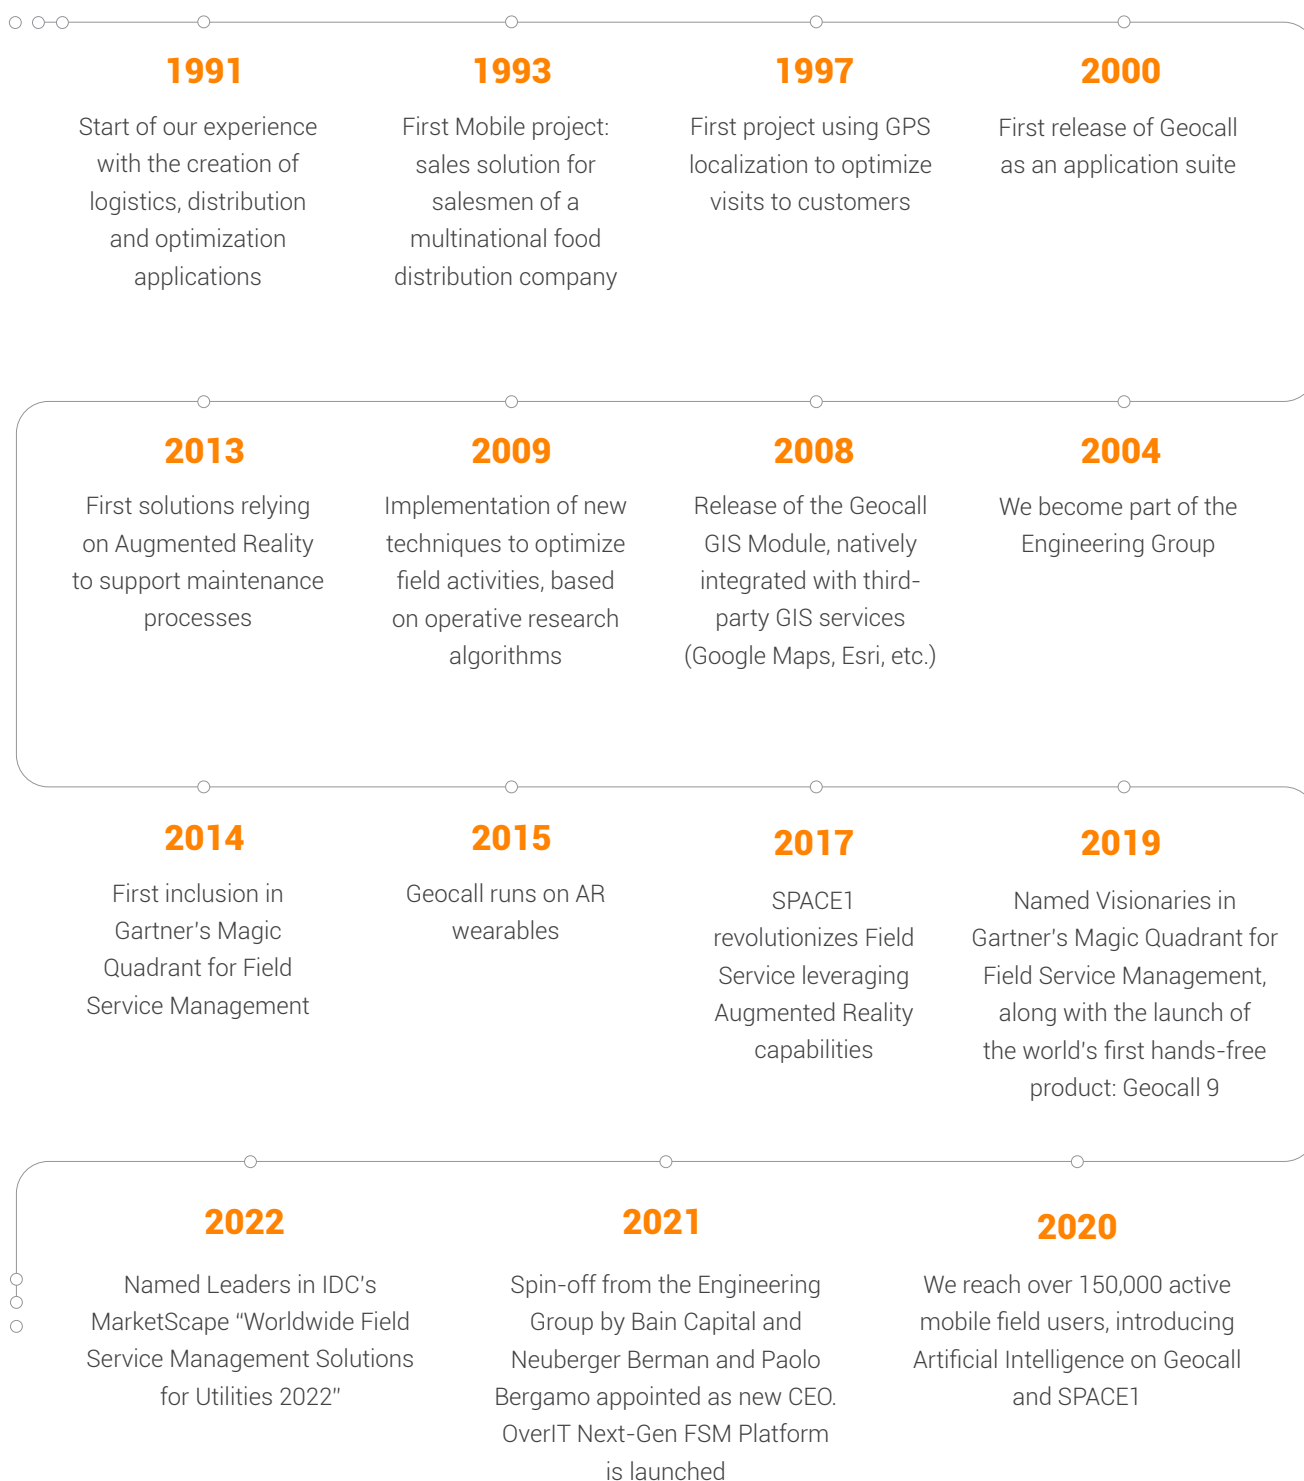 1991
Start of our experience
with the creation of
logistics, distribution
and optimization
applications
1993
First Mobile project:
sales solution for
salesmen of a
multinational food
distribution company
1997
First project using GPS
localization to optimize
visits to customers
2000
First release of Geocall
as an application suite
2004
We become part of the
Engineering Group
2008
Release of the Geocall
GIS Module, natively
integrated with third-
party GIS services
(Google Maps, Esri, etc.)
2009
Implementation of new
techniques to optimize
field activities, based
on operative research
algorithms
2013
First solutions relying
on Augmented Reality
to support maintenance
processes
2014
First inclusion in
Gartner's Magic
Quadrant for Field
Service Management
2015
Geocall runs on AR
wearables
2017
SPACE1
revolutionizes Field
Service leveraging
Augmented Reality
capabilities
2019
Named Visionaries in
Gartner's Magic Quadrant for
Field Service Management,
along with the launch of
the world's first hands-free
product: Geocall 9
2020
We reach over 150,000 active
mobile field users, introducing
Artificial Intelligence on Geocall
and SPACE1
2021
Spin-off from the Engineering
Group by Bain Capital and
Neuberger Berman and Paolo
Bergamo appointed as new CEO.
OverIT Next-Gen FSM Platform
is launched
2022
Named Leaders in IDC's
MarketScape “Worldwide Field
Service Management Solutions
for Utilities 2022”